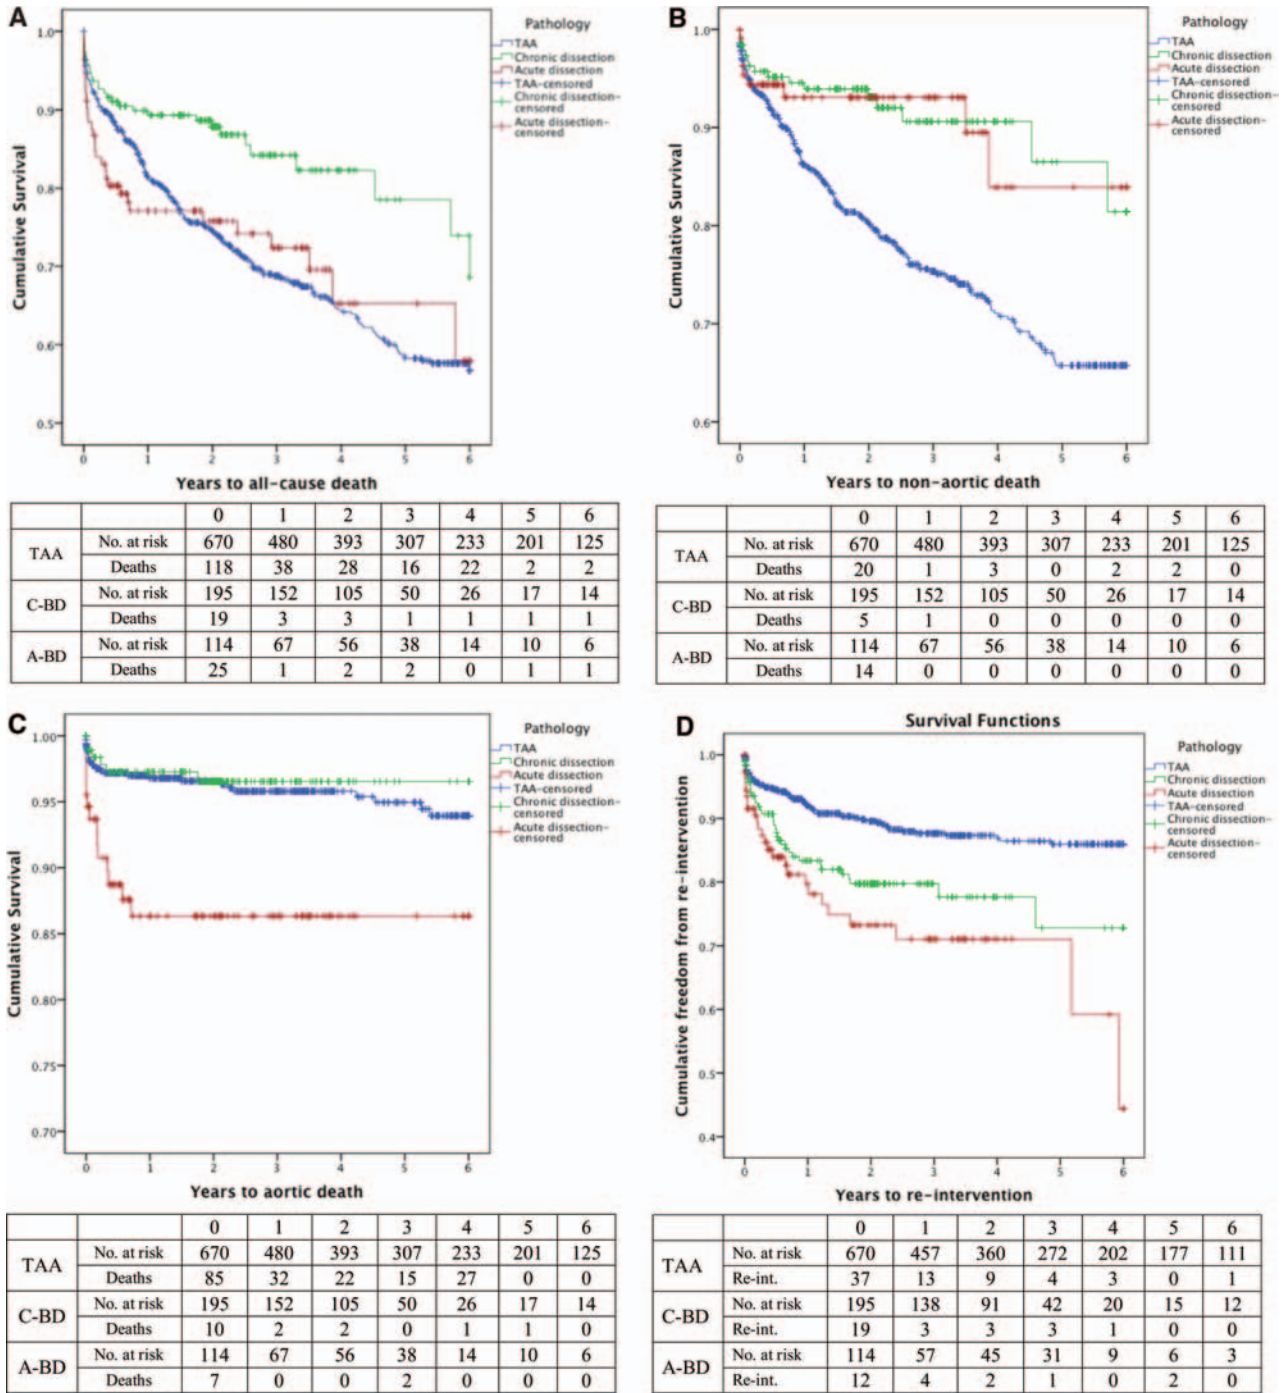 A
Pathology
TAA
Chronic dissection
Acute dissection
TAA-censored
Chronic dissection-
censored
Acute dissection-
censored
Cumulative Survival
1.0
0.9
0.8
0.7
0.6
0.5
0 1 2 3 4 5 6
Years to all-cause death
0 1 2 3 4 5 6
TAA No. at risk 670 480 393 307 233 201 125
Deaths 118 38 28 16 22 2 2
C-BD No. at risk 195 152 105 50 26 17 14
Deaths 19 3 3 1 1 1 1
A-BD No. at risk 114 67 56 38 14 10 6
Deaths 25 1 2 2 0 1 1
B
Pathology
TAA
Chronic dissection
Acute dissection
TAA-censored
Chronic dissection-
censored
Acute dissection-
censored
Cumulative Survival
1.0
0.9
0.8
0.7
0.6
0 1 2 3 4 5 6
Years to non-aortic death
0 1 2 3 4 5 6
TAA No. at risk 670 480 393 307 233 201 125
Deaths 20 1 3 0 2 2 0
C-BD No. at risk 195 152 105 50 26 17 14
Deaths 5 1 0 0 0 0 0
A-BD No. at risk 114 67 56 38 14 10 6
Deaths 14 0 0 0 0 0 0
C
Pathology
TAA
Chronic dissection
Acute dissection
TAA-censored
Chronic dissection-
censored
Acute dissection-
censored
Cumulative Survival
1.00
0.95
0.90
0.85
0.80
0.75
0.70
0 1 2 3 4 5 6
Years to aortic death
0 1 2 3 4 5 6
TAA No. at risk 670 480 393 307 233 201 125
Deaths 85 32 22 15 27 0 0
C-BD No. at risk 195 152 105 50 26 17 14
Deaths 10 2 2 0 1 1 0
A-BD No. at risk 114 67 56 38 14 10 6
Deaths 7 0 0 2 0 0 0
D
Survival Functions
Pathology
TAA
Chronic dissection
Acute dissection
TAA-censored
Chronic dissection-
censored
Acute dissection-
censored
Cumulative freedom from re-intervention
1.0
0.9
0.8
0.7
0.6
0.5
0.4
0 1 2 3 4 5 6
Years to re-intervention
0 1 2 3 4 5 6
TAA No. at risk 670 457 360 272 202 177 111
Re-int. 37 13 9 4 3 0 1
C-BD No. at risk 195 138 91 42 20 15 12
Re-int. 19 3 3 3 1 0 0
A-BD No. at risk 114 57 45 31 9 6 3
Re-int. 12 4 2 1 0 2 0